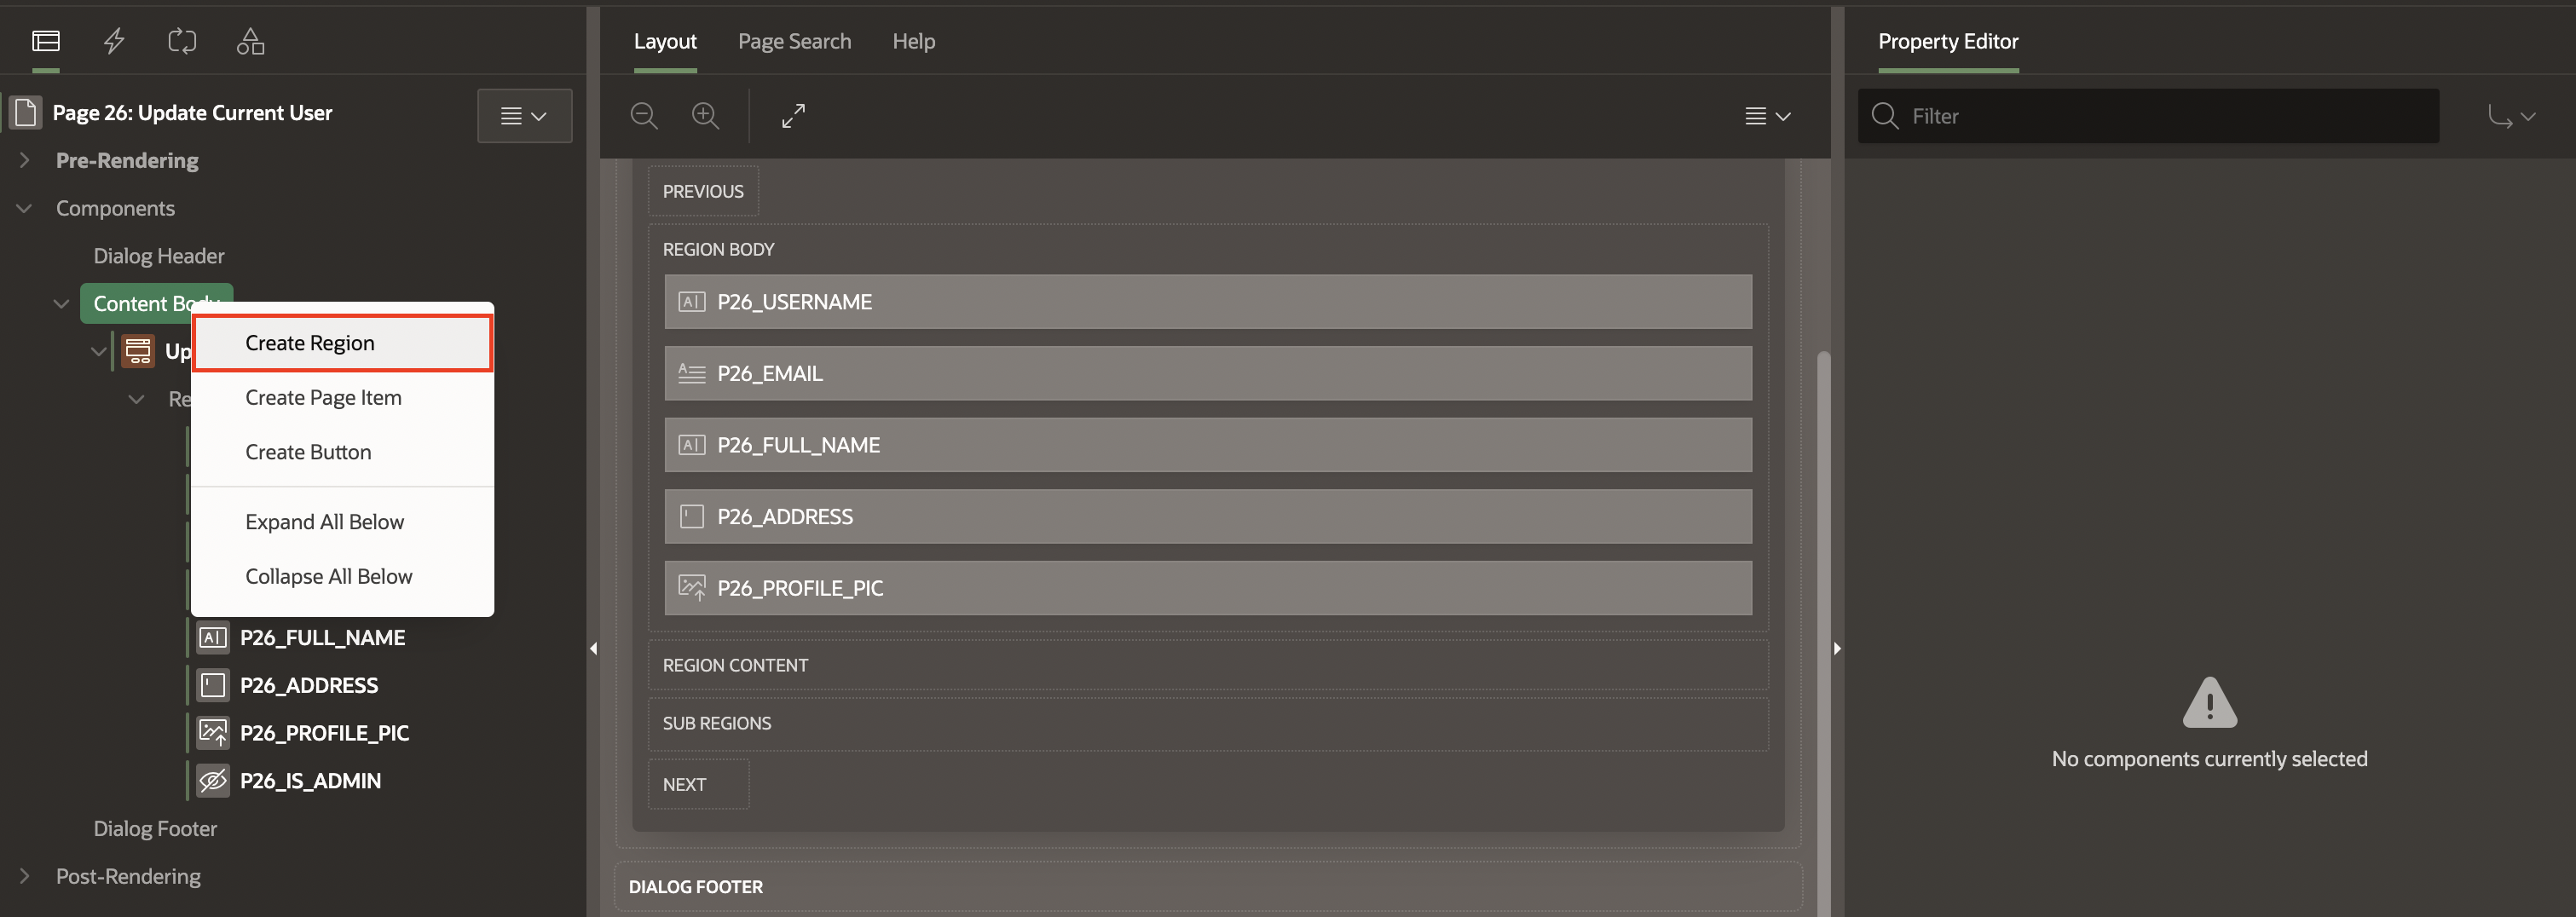 Layout
Page Search
Help
Property Editor
Page 26: Update Current User
Filter
Pre-Rendering
Components
Dialog Header
Content Body
Create Region
Create Page Item
Create Button
Expand All Below
Collapse All Below
Up
Re
P26_FULL_NAME
P26_ADDRESS
P26_PROFILE_PIC
P26_IS_ADMIN
Dialog Footer
Post-Rendering
PREVIOUS
REGION BODY
P26_USERNAME
P26_EMAIL
P26_FULL_NAME
P26_ADDRESS
P26_PROFILE_PIC
REGION CONTENT
SUB REGIONS
NEXT
DIALOG FOOTER
No components currently selected